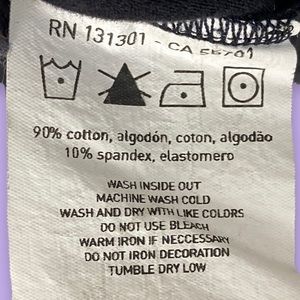 RN 131301 - CA 55701
90% cotton, algodón, coton, algodão
10% spandex, elastomero
WASH INSIDE OUT
MACHINE WASH COLD
WASH AND DRY WITH LIKE COLORS
DO NOT USE BLEACH
WARM IRON IF NECCESSARY
DO NOT IRON DECORATION
TUMBLE DRY LOW